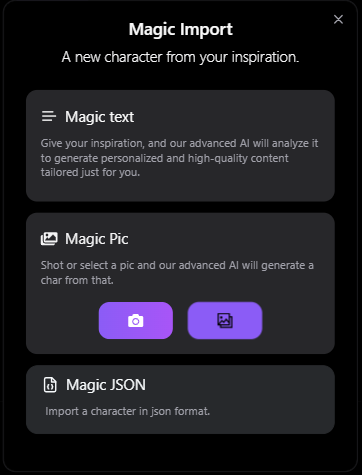 Magic Import
A new character from your inspiration.
Magic text
Give your inspiration, and our advanced AI will analyze it
to generate personalized and high-quality content
tailored just for you.
Magic Pic
Shot or select a pic and our advanced AI will generate a
char from that.
Magic JSON
Import a character in json format.